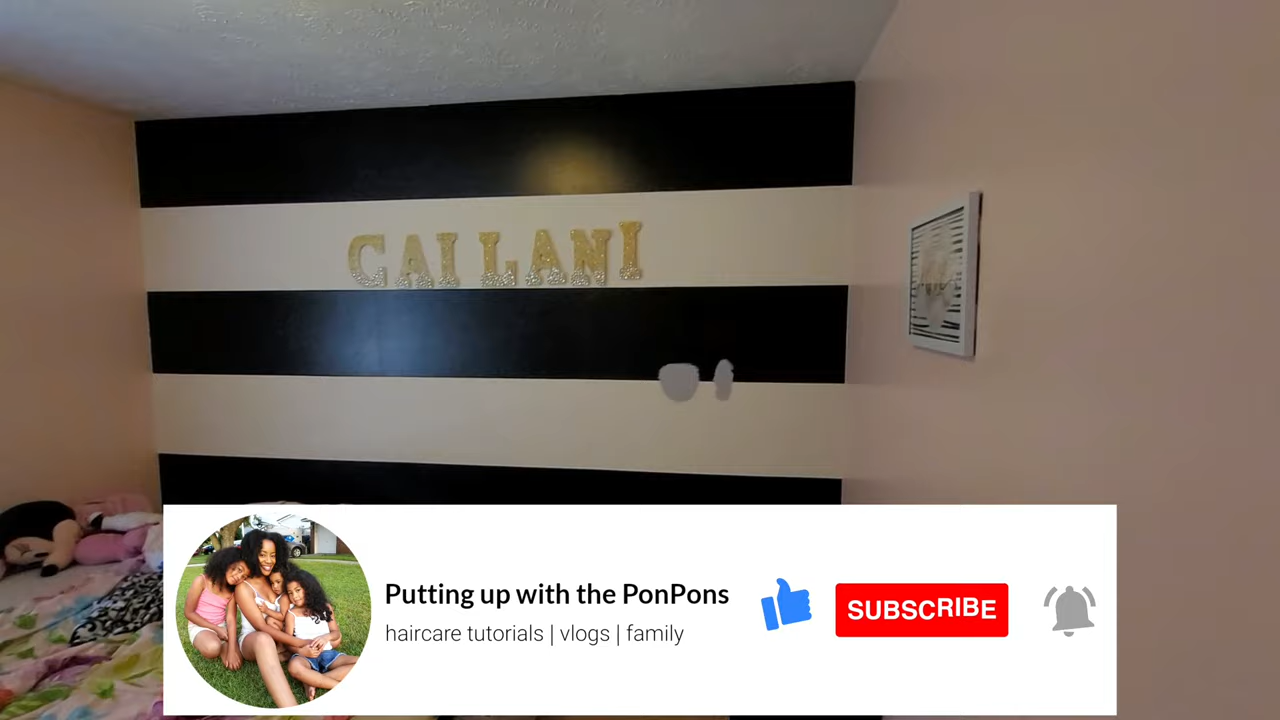 CAILANI
Putting up with the PonPons
haircare tutorials | vlogs | family
SUBSCRIBE